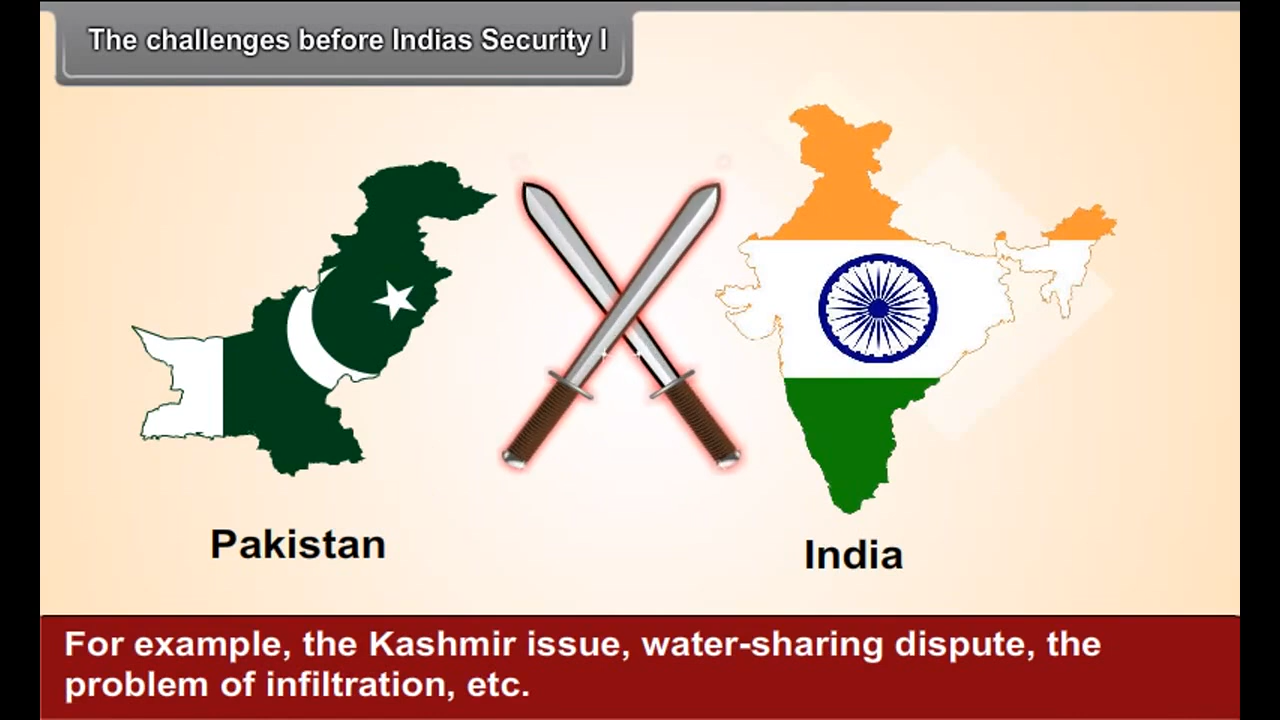 The challenges before Indias Security I
Pakistan
India
For example, the Kashmir issue, water-sharing dispute, the
problem of infiltration, etc.